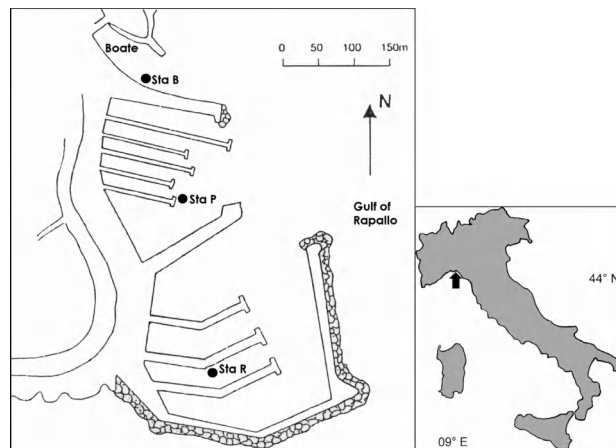 Boate
Sta B
0 50 100 150m
N
Sta P
Gulf of
Rapallo
44° N
Sta R
09° E